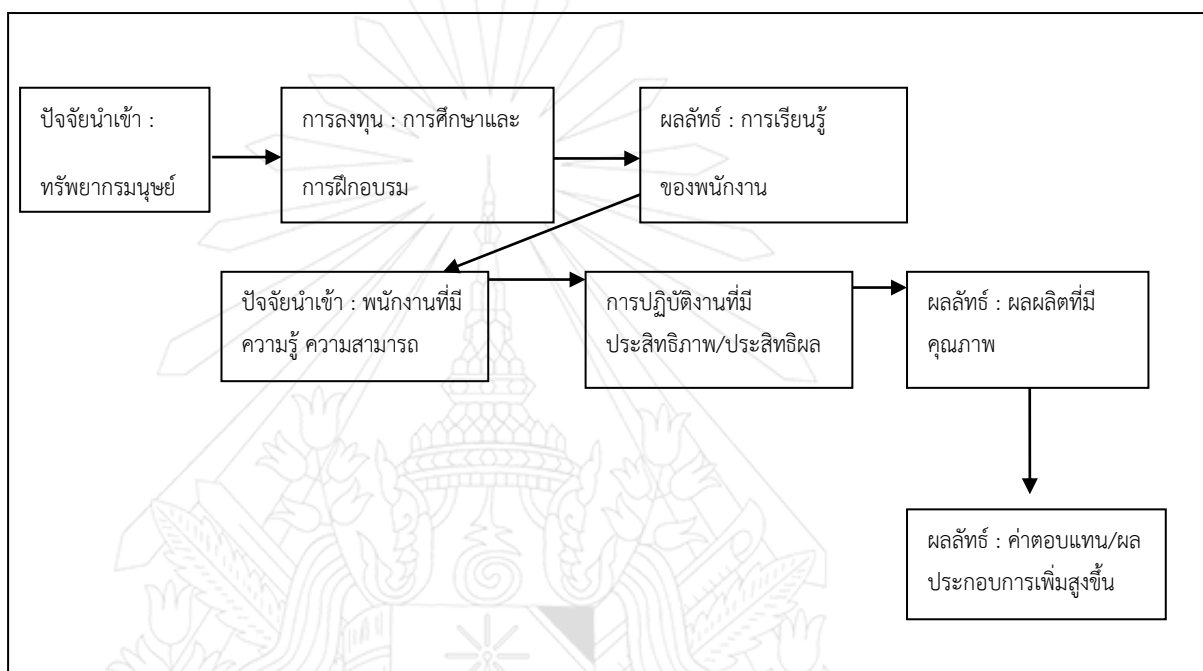 ปัจจัยนำเข้า :
ทรัพยากรมนุษย์
การลงทุน : การศึกษาและ
การฝึกอบรม
ผลลัทธ์ : การเรียนรู้
ของพนักงาน
ปัจจัยนำเข้า : พนักงานที่มี
ความรู้ ความสามารถ
การปฏิบัติงานที่มี
ประสิทธิภาพ/ประสิทธิผล
ผลลัทธ์ : ผลผลิตที่มี
คุณภาพ
ผลลัทธ์ : ค่าตอบแทน/ผล
ประกอบการเพิ่มสูงขึ้น